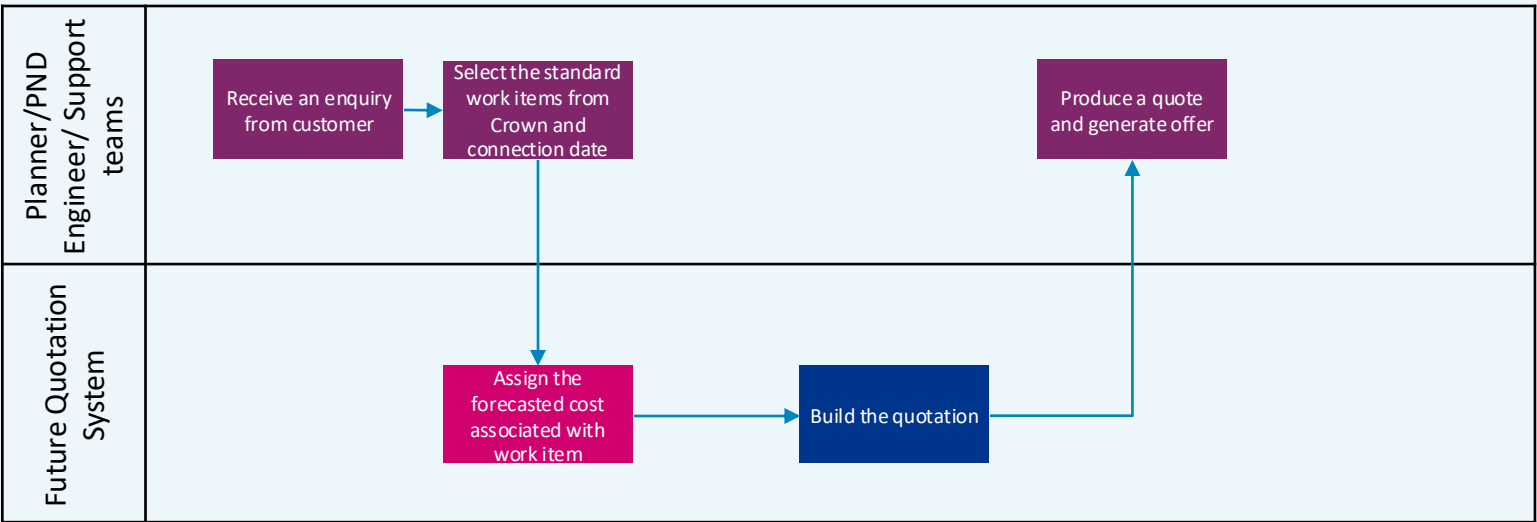 Planner/PND
Engineer/ Support
teams
Receive an enquiry
from customer
Select the standard
work items from
Crown and
connection date
Produce a quote
and generate offer
Future Quotation
System
Assign the
forecasted cost
associated with
work item
Build the quotation